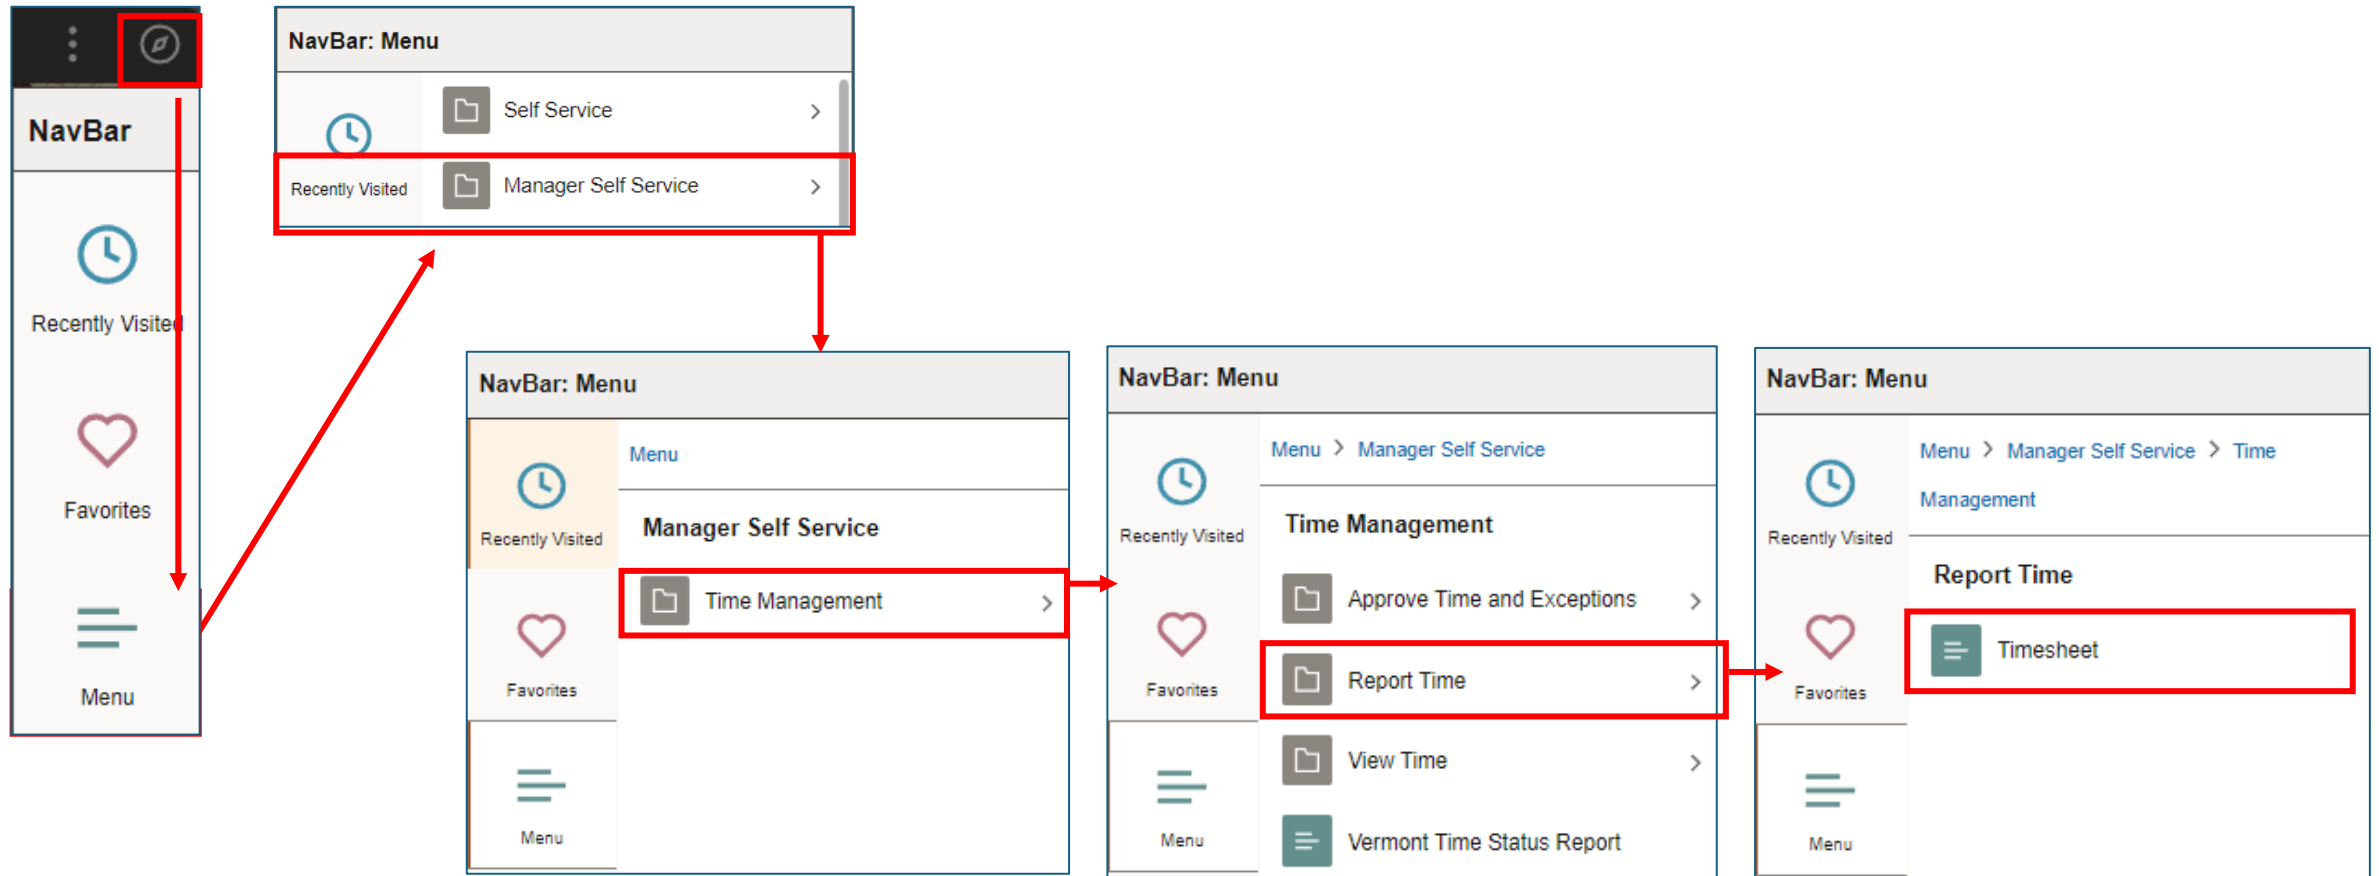 NavBar
Recently Visited
Favorites
Menu
NavBar: Menu
Self Service
Recently Visited
Manager Self Service
NavBar: Menu
Menu
Recently Visited
Manager Self Service
Time Management
Favorites
Menu
NavBar: Menu
Menu > Manager Self Service
Recently Visited
Time Management
Approve Time and Exceptions
Report Time
Favorites
View Time
Menu
Vermont Time Status Report
NavBar: Menu
Menu > Manager Self Service > Time
Management
Recently Visited
Report Time
Timesheet
Favorites
Menu